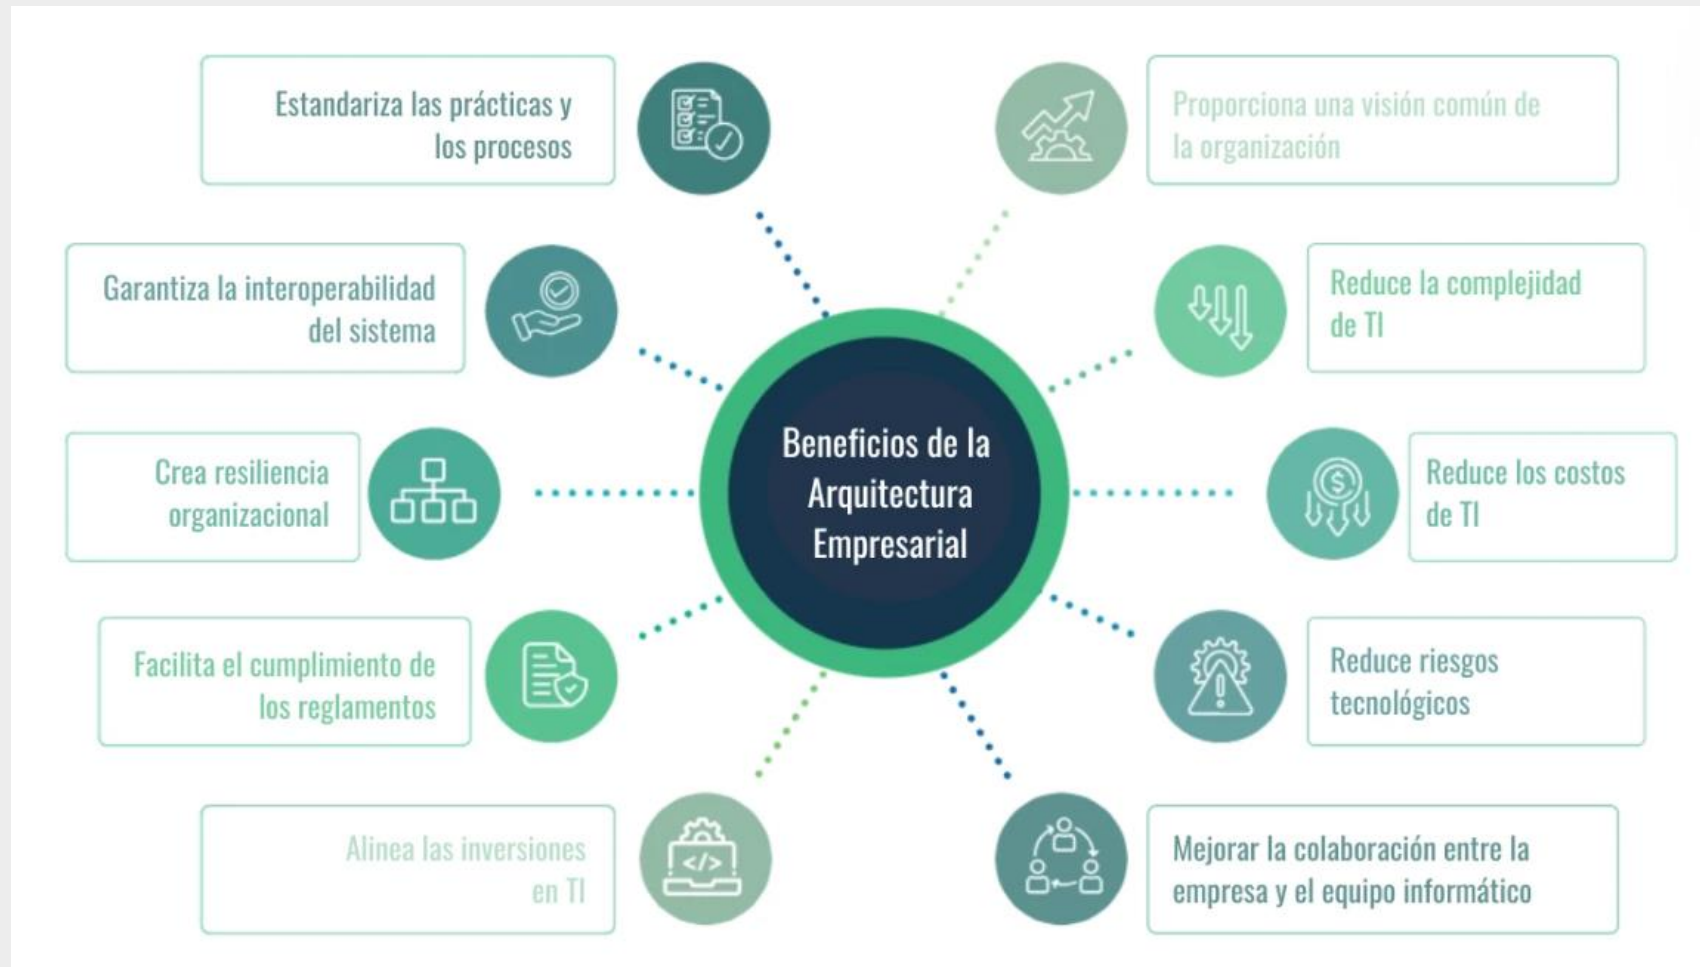 Estandariza las prácticas y
los procesos
Proporciona una visión común de
la organización
Garantiza la interoperabilidad
del sistema
Reduce la complejidad
de TI
Beneficios de la
Arquitectura
Empresarial
Crea resiliencia
organizacional
Reduce los costos
de TI
Facilita el cumplimiento de
los reglamentos
Reduce riesgos
tecnológicos
Alinea las inversiones
en TI
Mejorar la colaboración entre la
empresa y el equipo informático